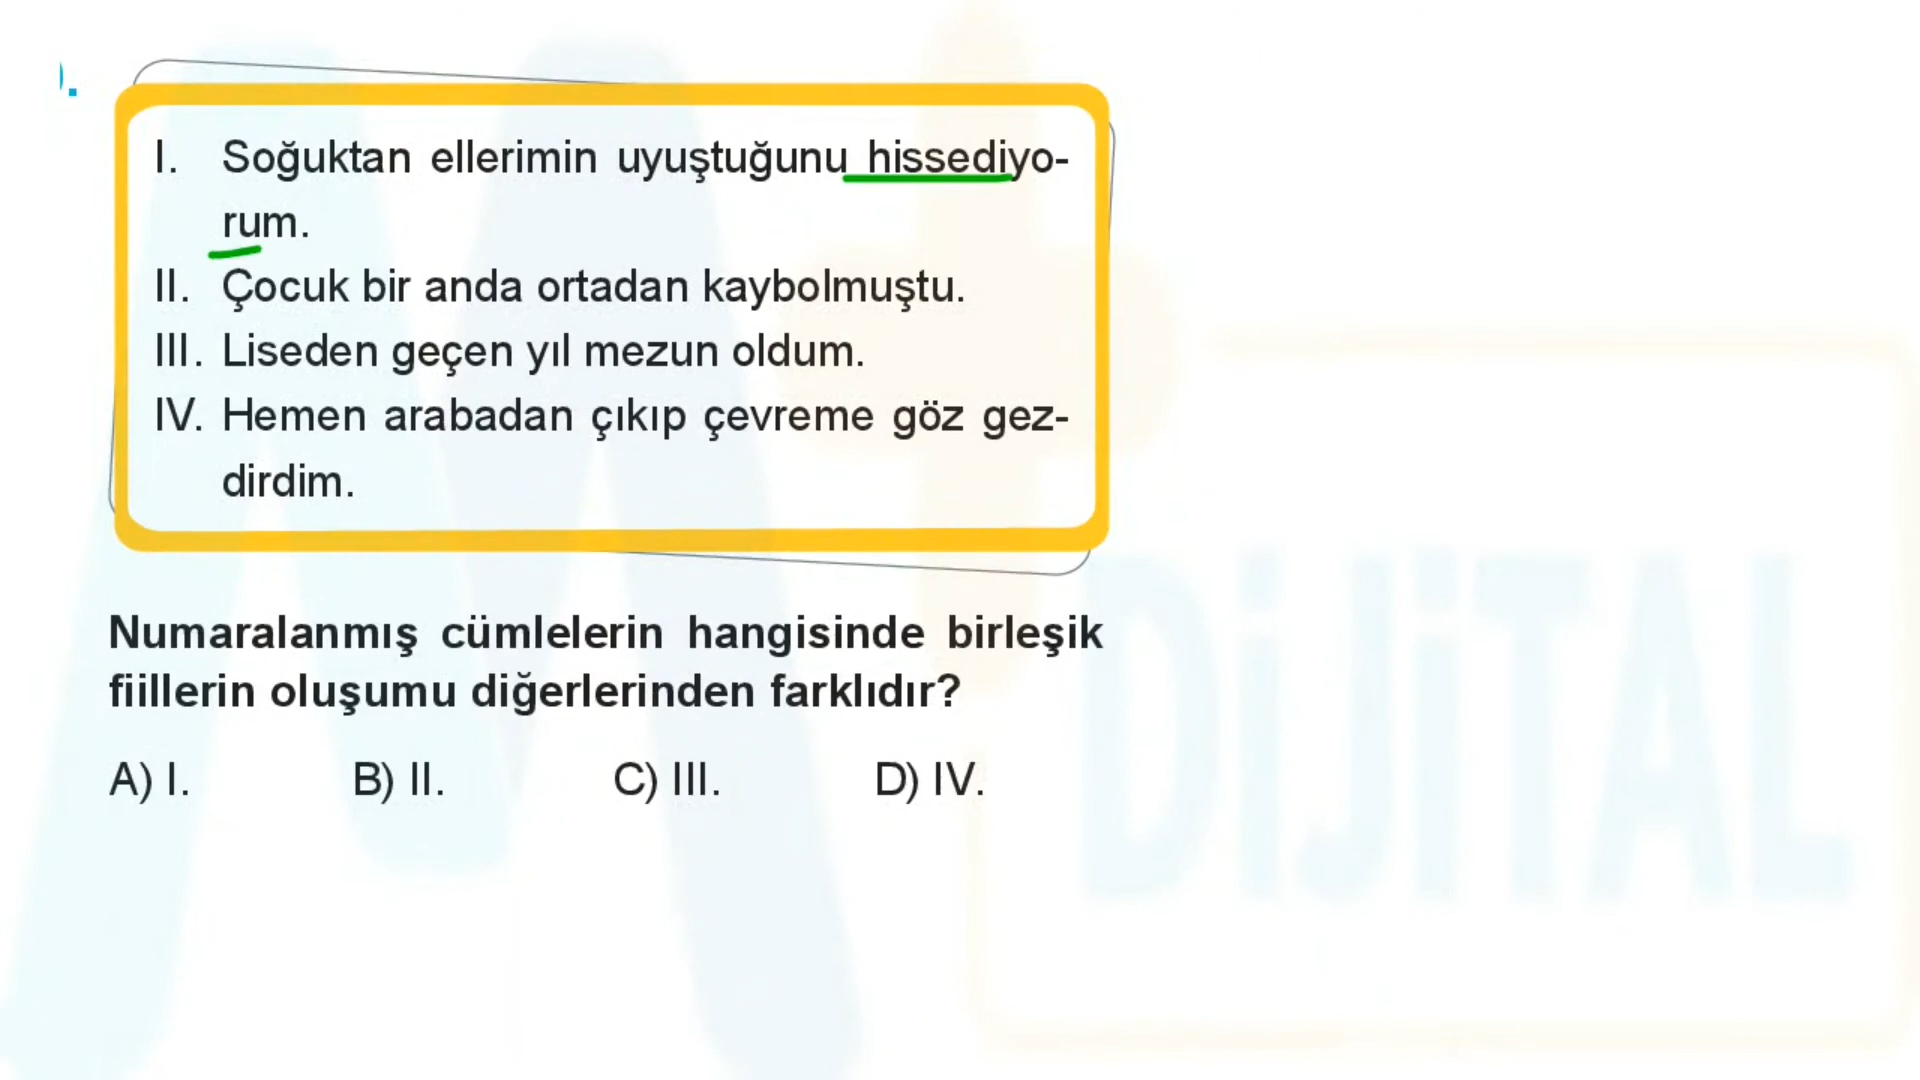 .
I. Soğuktan ellerimin uyuştuğunu hissediyo-
rum.
II. Çocuk bir anda ortadan kaybolmuştu.
III. Liseden geçen yıl mezun oldum.
IV. Hemen arabadan çıkıp çevreme göz gez-
dirdim.
Numaralanmış cümlelerin hangisinde birleşik
fiillerin oluşumu diğerlerinden farklıdır?
A) I. B) II. C) III. D) IV.
DİJİTAL